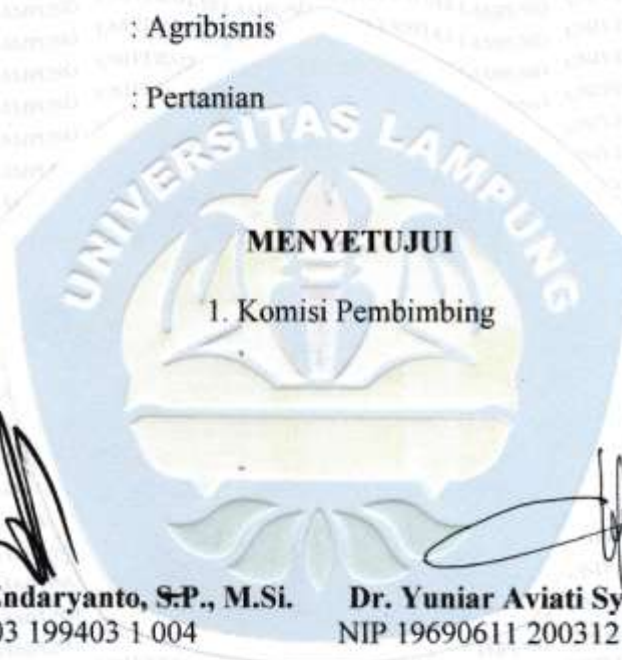 : Agribisnis
: Pertanian
UNIVERSITAS LAMPUNG
MENYETUJUI
1. Komisi Pembimbing
Endaryanto, S.P., M.Si. Dr. Yuniar Aviati Sy
03 199403 1 004 NIP 19690611 200312